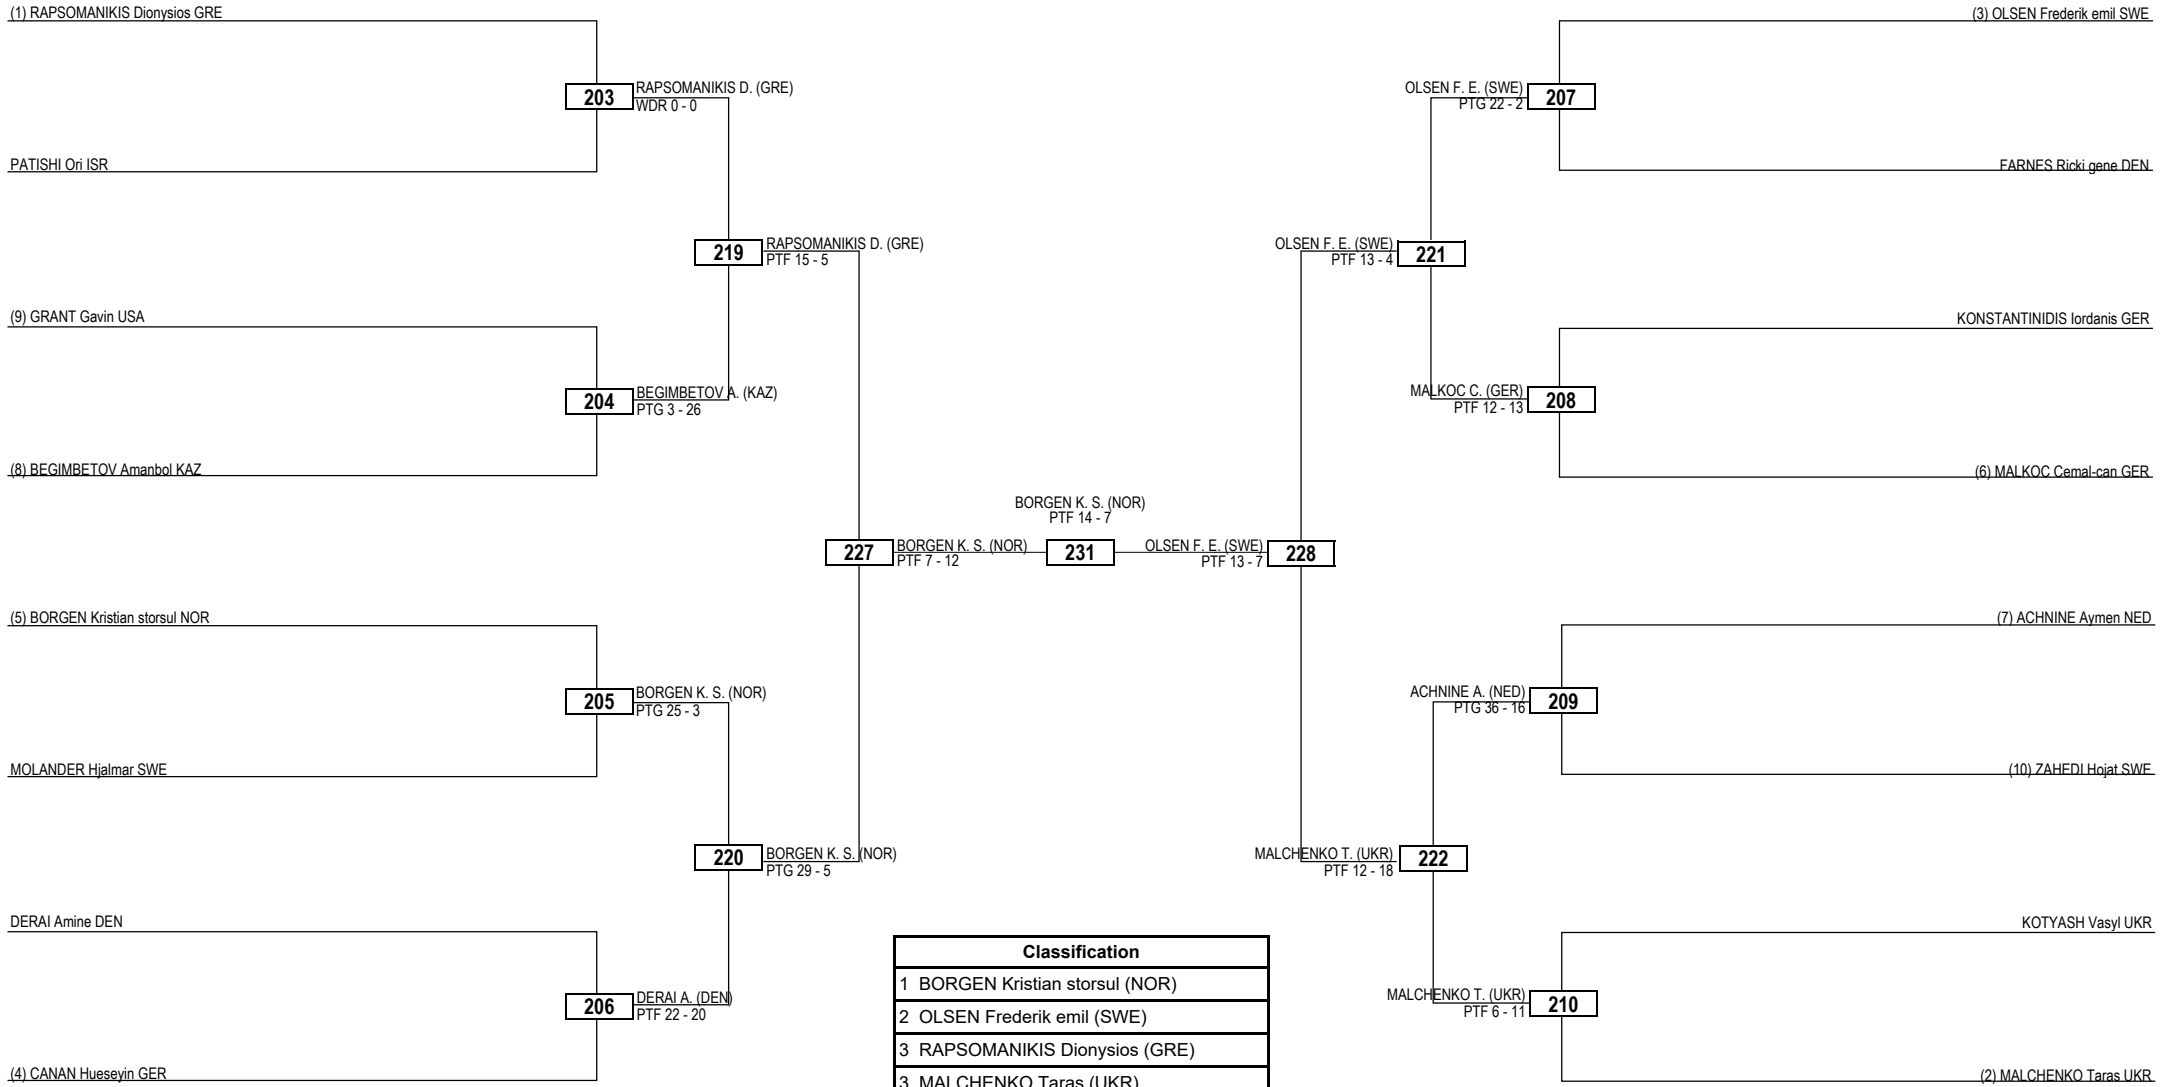 (1) RAPSOMANIKIS Dionysios GRE
(3) OLSEN Frederik emil SWE
203
RAPSOMANIKIS D. (GRE)
WDR 0 - 0
OLSEN F. E. (SWE)
PTG 22 - 2
207
PATISHI Ori ISR
FARNES Ricki gene DEN
219
RAPSOMANIKIS D. (GRE)
PTF 15 - 5
OLSEN F. E. (SWE)
PTF 13 - 4
221
(9) GRANT Gavin USA
KONSTANTINIDIS Iordanis GER
204
BEGIMBETOV A. (KAZ)
PTG 3 - 26
MALKOC C. (GER)
PTF 12 - 13
208
(8) BEGIMBETOV Amanbol KAZ
(6) MALKOC Cemal-can GER
BORGEN K. S. (NOR)
PTF 14 - 7
227
BORGEN K. S. (NOR)
PTF 7 - 12
231
OLSEN F. E. (SWE)
PTF 13 - 7
228
(5) BORGEN Kristian storsul NOR
(7) ACHNINE Aymen NED
205
BORGEN K. S. (NOR)
PTG 25 - 3
ACHNINE A. (NED)
PTG 36 - 16
209
MOLANDER Hjalmar SWE
(10) ZAHEDI Hojat SWE
220
BORGEN K. S. (NOR)
PTG 29 - 5
MALCHENKO T. (UKR)
PTF 12 - 18
222
DERAI Amine DEN
KOTYASH Vasyl UKR
206
DERAI A. (DEN)
PTF 22 - 20
MALCHENKO T. (UKR)
PTF 6 - 11
210
(4) CANAN Hueseyin GER
(2) MALCHENKO Taras UKR
Classification
1 BORGEN Kristian storsul (NOR)
2 OLSEN Frederik emil (SWE)
3 RAPSOMANIKIS Dionysios (GRE)
3 MALCHENKO Taras (UKR)